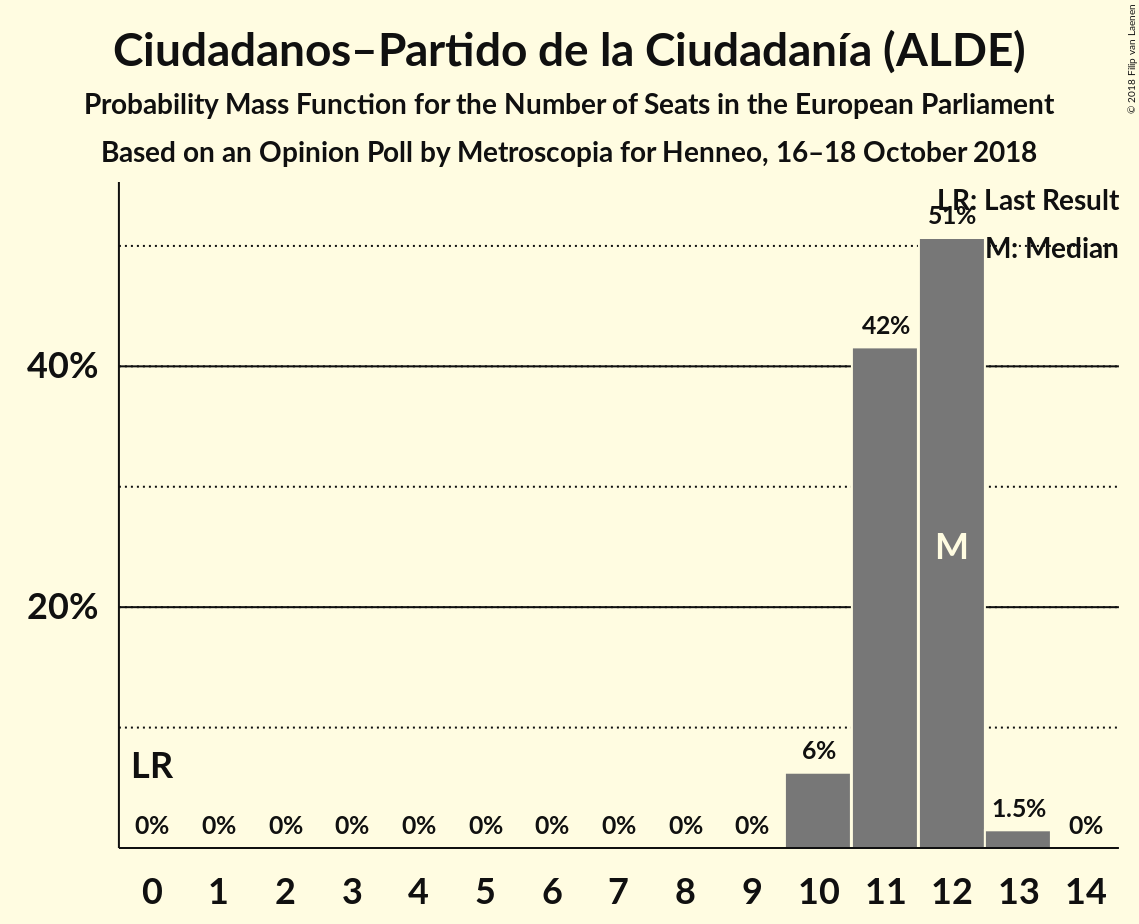 Ciudadanos–Partido de la Ciudadanía (ALDE)
Probability Mass Function for the Number of Seats in the European Parliament
Based on an Opinion Poll by Metroscopia for Henneo, 16–18 October 2018
© 2018 Filip van Laenen
LR: Last Result
M: Median
51%
42%
40%
M
20%
LR
6%
1.5%
0% 0% 0% 0% 0% 0% 0% 0% 0% 0% 0%
0 1 2 3 4 5 6 7 8 9 10 11 12 13 14